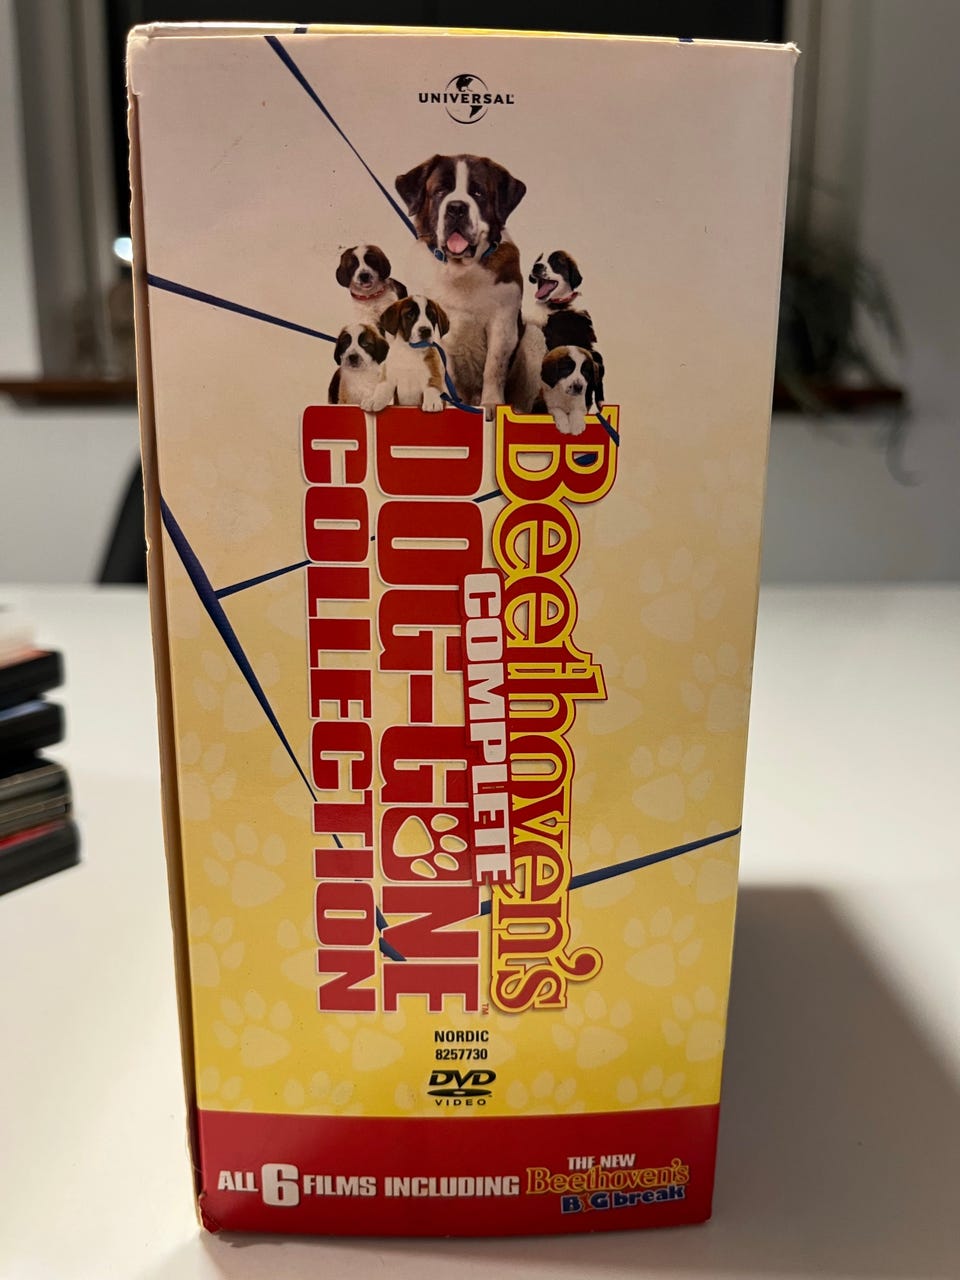 UNIVERSAL
Beethoven's
COMPLETE
DOG-GONE
COLLECTION
TM
NORDIC
8257730
DVD
VIDEO
ALL 6 FILMS INCLUDING
THE NEW
Beethoven's
BIG break